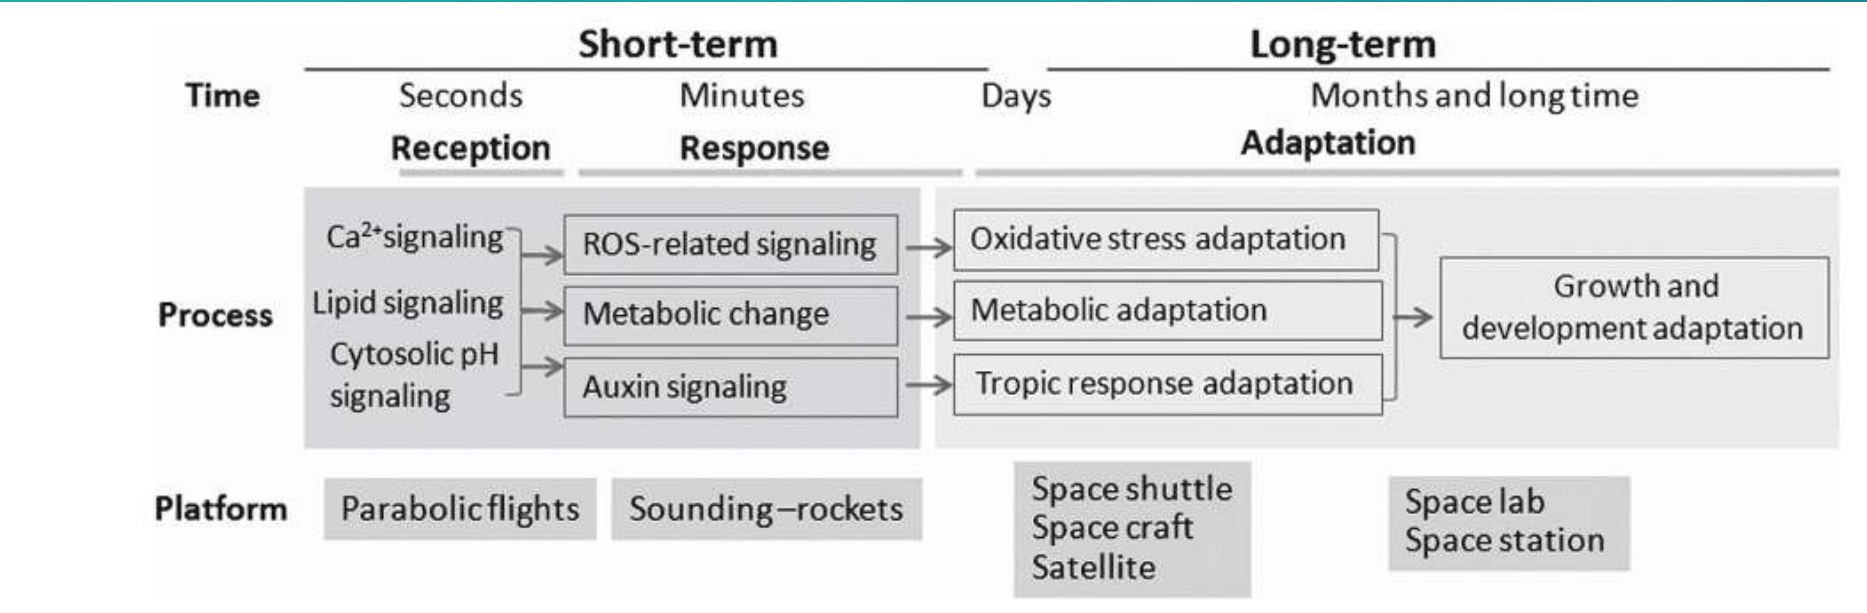 Short-term Long-term
Time Seconds Minutes Days Months and long time
Reception Response Adaptation
Ca²⁺signaling ROS-related signaling Oxidative stress adaptation
Growth and
Lipid signaling Metabolic change Metabolic adaptation
Process development adaptation
Cytosolic pH
signaling Auxin signaling Tropic response adaptation
Platform Parabolic flights Sounding–rockets
Space shuttle
Space craft
Satellite
Space lab
Space station